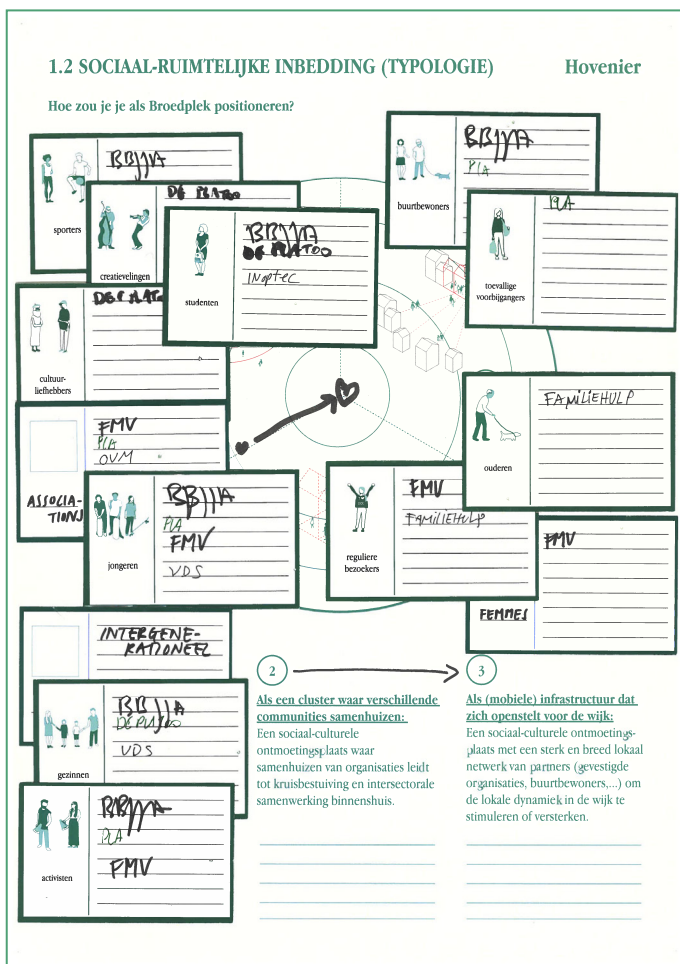 1.2 SOCIAAL-RUIMTELIJKE INBEDDING (TYPOLOGIE) Hovenier
Hoe zou je je als Broedplek positioneren?
BBJJA
sporters
DE PLATOO
creatievelingen
BBJJA
DE PLATOO
INOPTEC
studenten
BBJJA
PLA
buurtbewoners
PLA
toevallige
voorbijgangers
cultuur-
liefhebbers
FMV
PLA
OVM
ASSOCIA-
TIONS
BBJJA
PLA
FMV
VDS
jongeren
FMV
FAMILIEHULP
reguliere
bezoekers
FAMILIEHULP
ouderen
FMV
FEMMES
INTERGENE-
RATIONEEL
BBJJA
DE PLATOO
VDS
gezinnen
BBJJA
PLA
FMV
activisten
2
Als een cluster waar verschillende
communities samenhuizen:
Een sociaal-culturele
ontmoetingsplaats waar
samenhuizen van organisaties leidt
tot kruisbestuiving en intersectorale
samenwerking binnenshuis.
3
Als (mobiele) infrastructuur dat
zich openstelt voor de wijk:
Een sociaal-culturele ontmoetings-
plaats met een sterk en breed lokaal
netwerk van partners (gevestigde
organisaties, buurtbewoners,...) om
de lokale dynamiek in de wijk te
stimuleren of versterken.